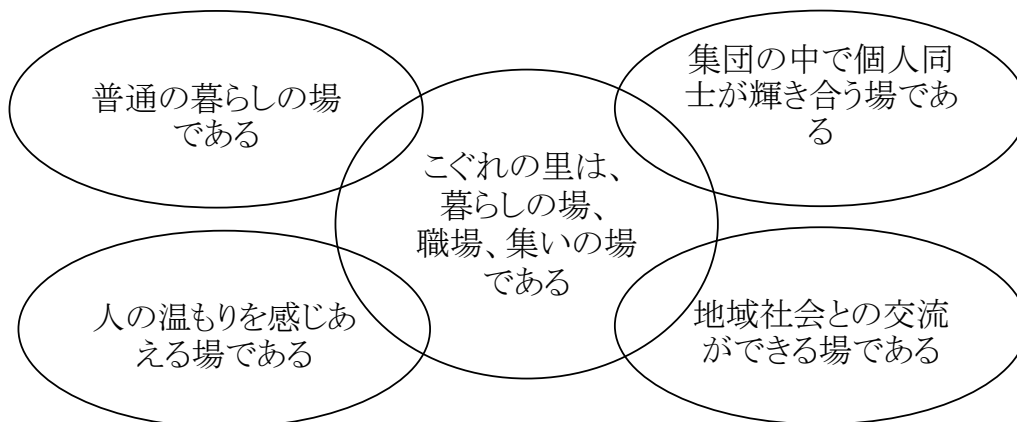 普通の暮らしの場
である
集団の中で個人同
士が輝き合う場であ
る
こぐれの里は、
暮らしの場、
職場、集いの場
である
人の温もりを感じあ
える場である
地域社会との交流
ができる場である